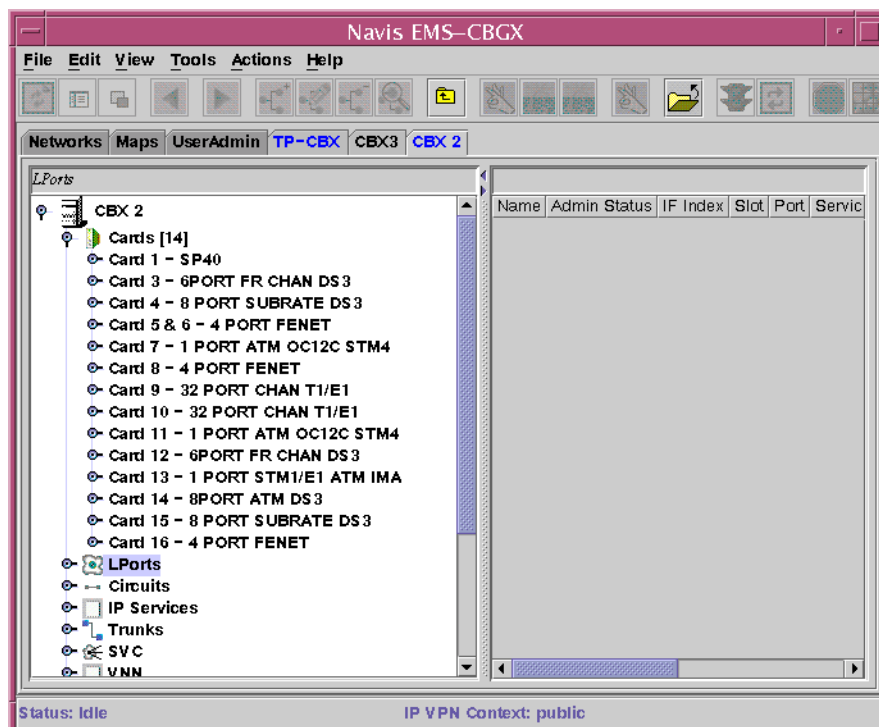 Navis EMS–CBGX
File Edit View Tools Actions Help
Networks Maps UserAdmin TP-CBX CBX3 CBX 2
LPorts
Name Admin Status IF Index Slot Port Servic
CBX 2
Cards [14]
Card 1 - SP40
Card 3 - 6PORT FR CHAN DS3
Card 4 - 8 PORT SUBRATE DS3
Card 5 & 6 - 4 PORT FENET
Card 7 - 1 PORT ATM OC12C STM4
Card 8 - 4 PORT FENET
Card 9 - 32 PORT CHAN T1/E1
Card 10 - 32 PORT CHAN T1/E1
Card 11 - 1 PORT ATM OC12C STM4
Card 12 - 6PORT FR CHAN DS3
Card 13 - 1 PORT STM1/E1 ATM IMA
Card 14 - 8PORT ATM DS3
Card 15 - 8 PORT SUBRATE DS3
Card 16 - 4 PORT FENET
LPorts
Circuits
IP Services
Trunks
SVC
VNN
Status: Idle
IP VPN Context: public